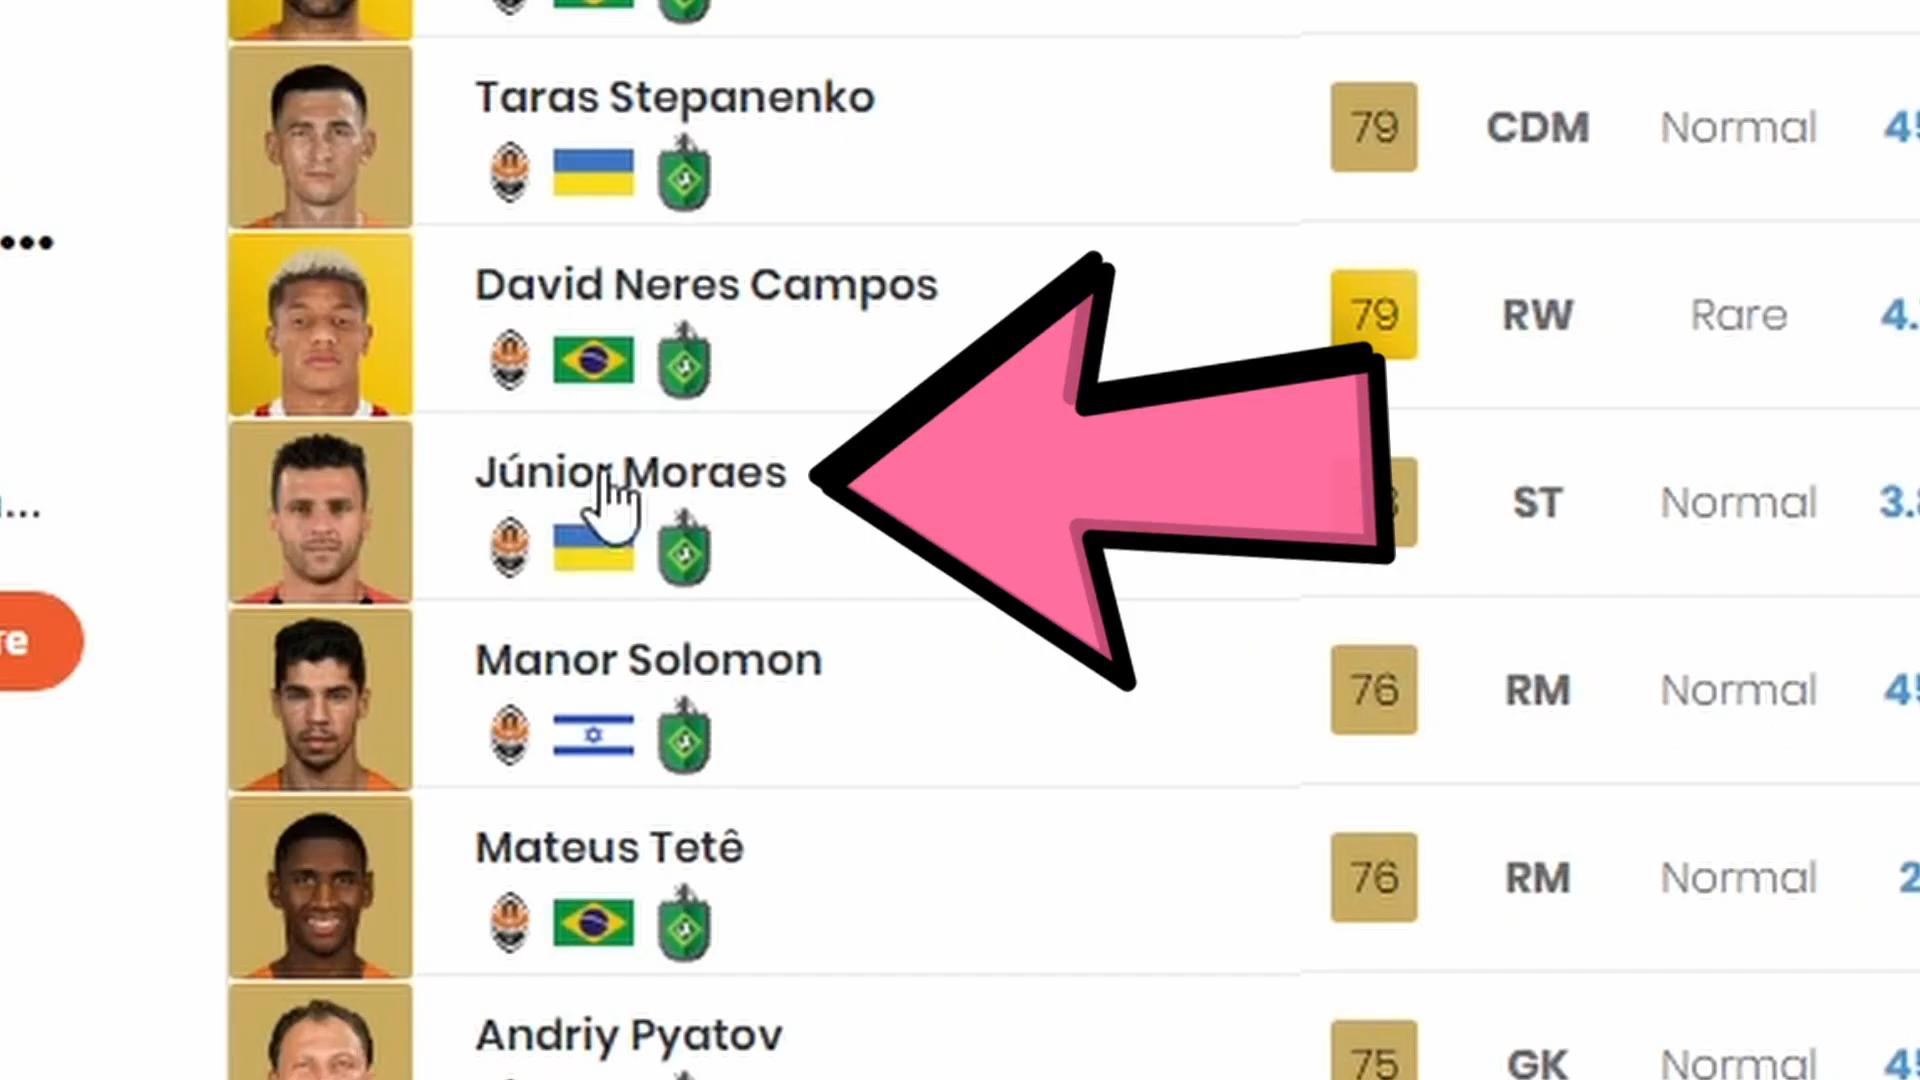 Taras Stepanenko 79 CDM Normal
...
David Neres Campos 79 RW Rare
Júnior Moraes ST Normal
...
re
Manor Solomon 76 RM Normal
Mateus Tetê 76 RM Normal
Andriy Pyatov 75 GK Normal